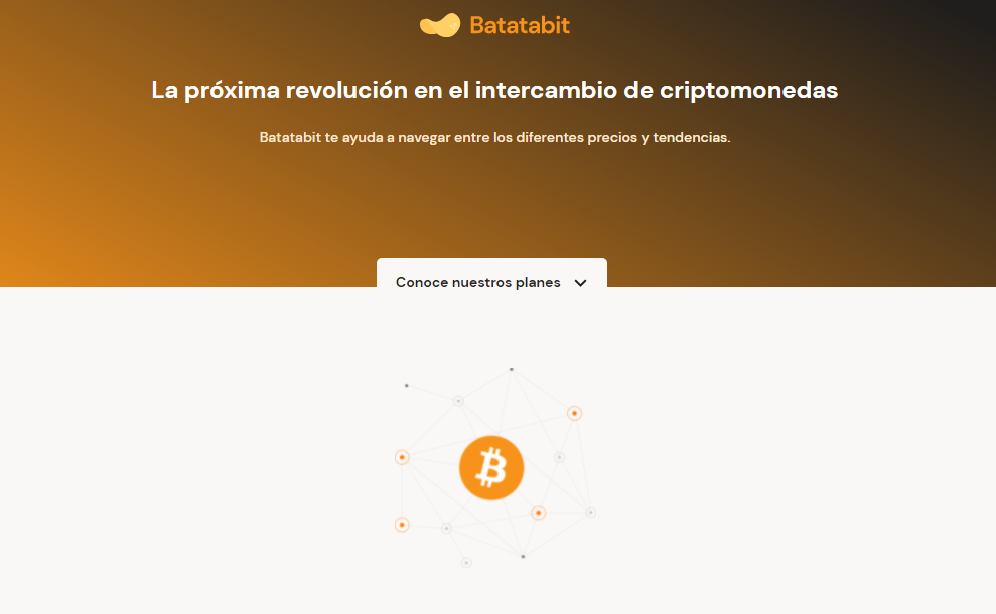 Batatabit
La próxima revolución en el intercambio de criptomonedas
Batatabit te ayuda a navegar entre los diferentes precios y tendencias.
Conoce nuestros planes